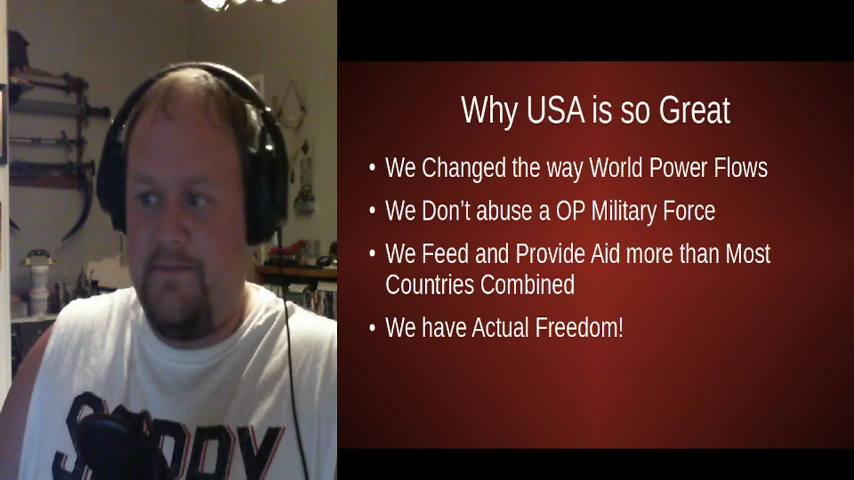 Why USA is so Great
• We Changed the way World Power Flows
• We Don't abuse a OP Military Force
• We Feed and Provide Aid more than Most
Countries Combined
• We have Actual Freedom!